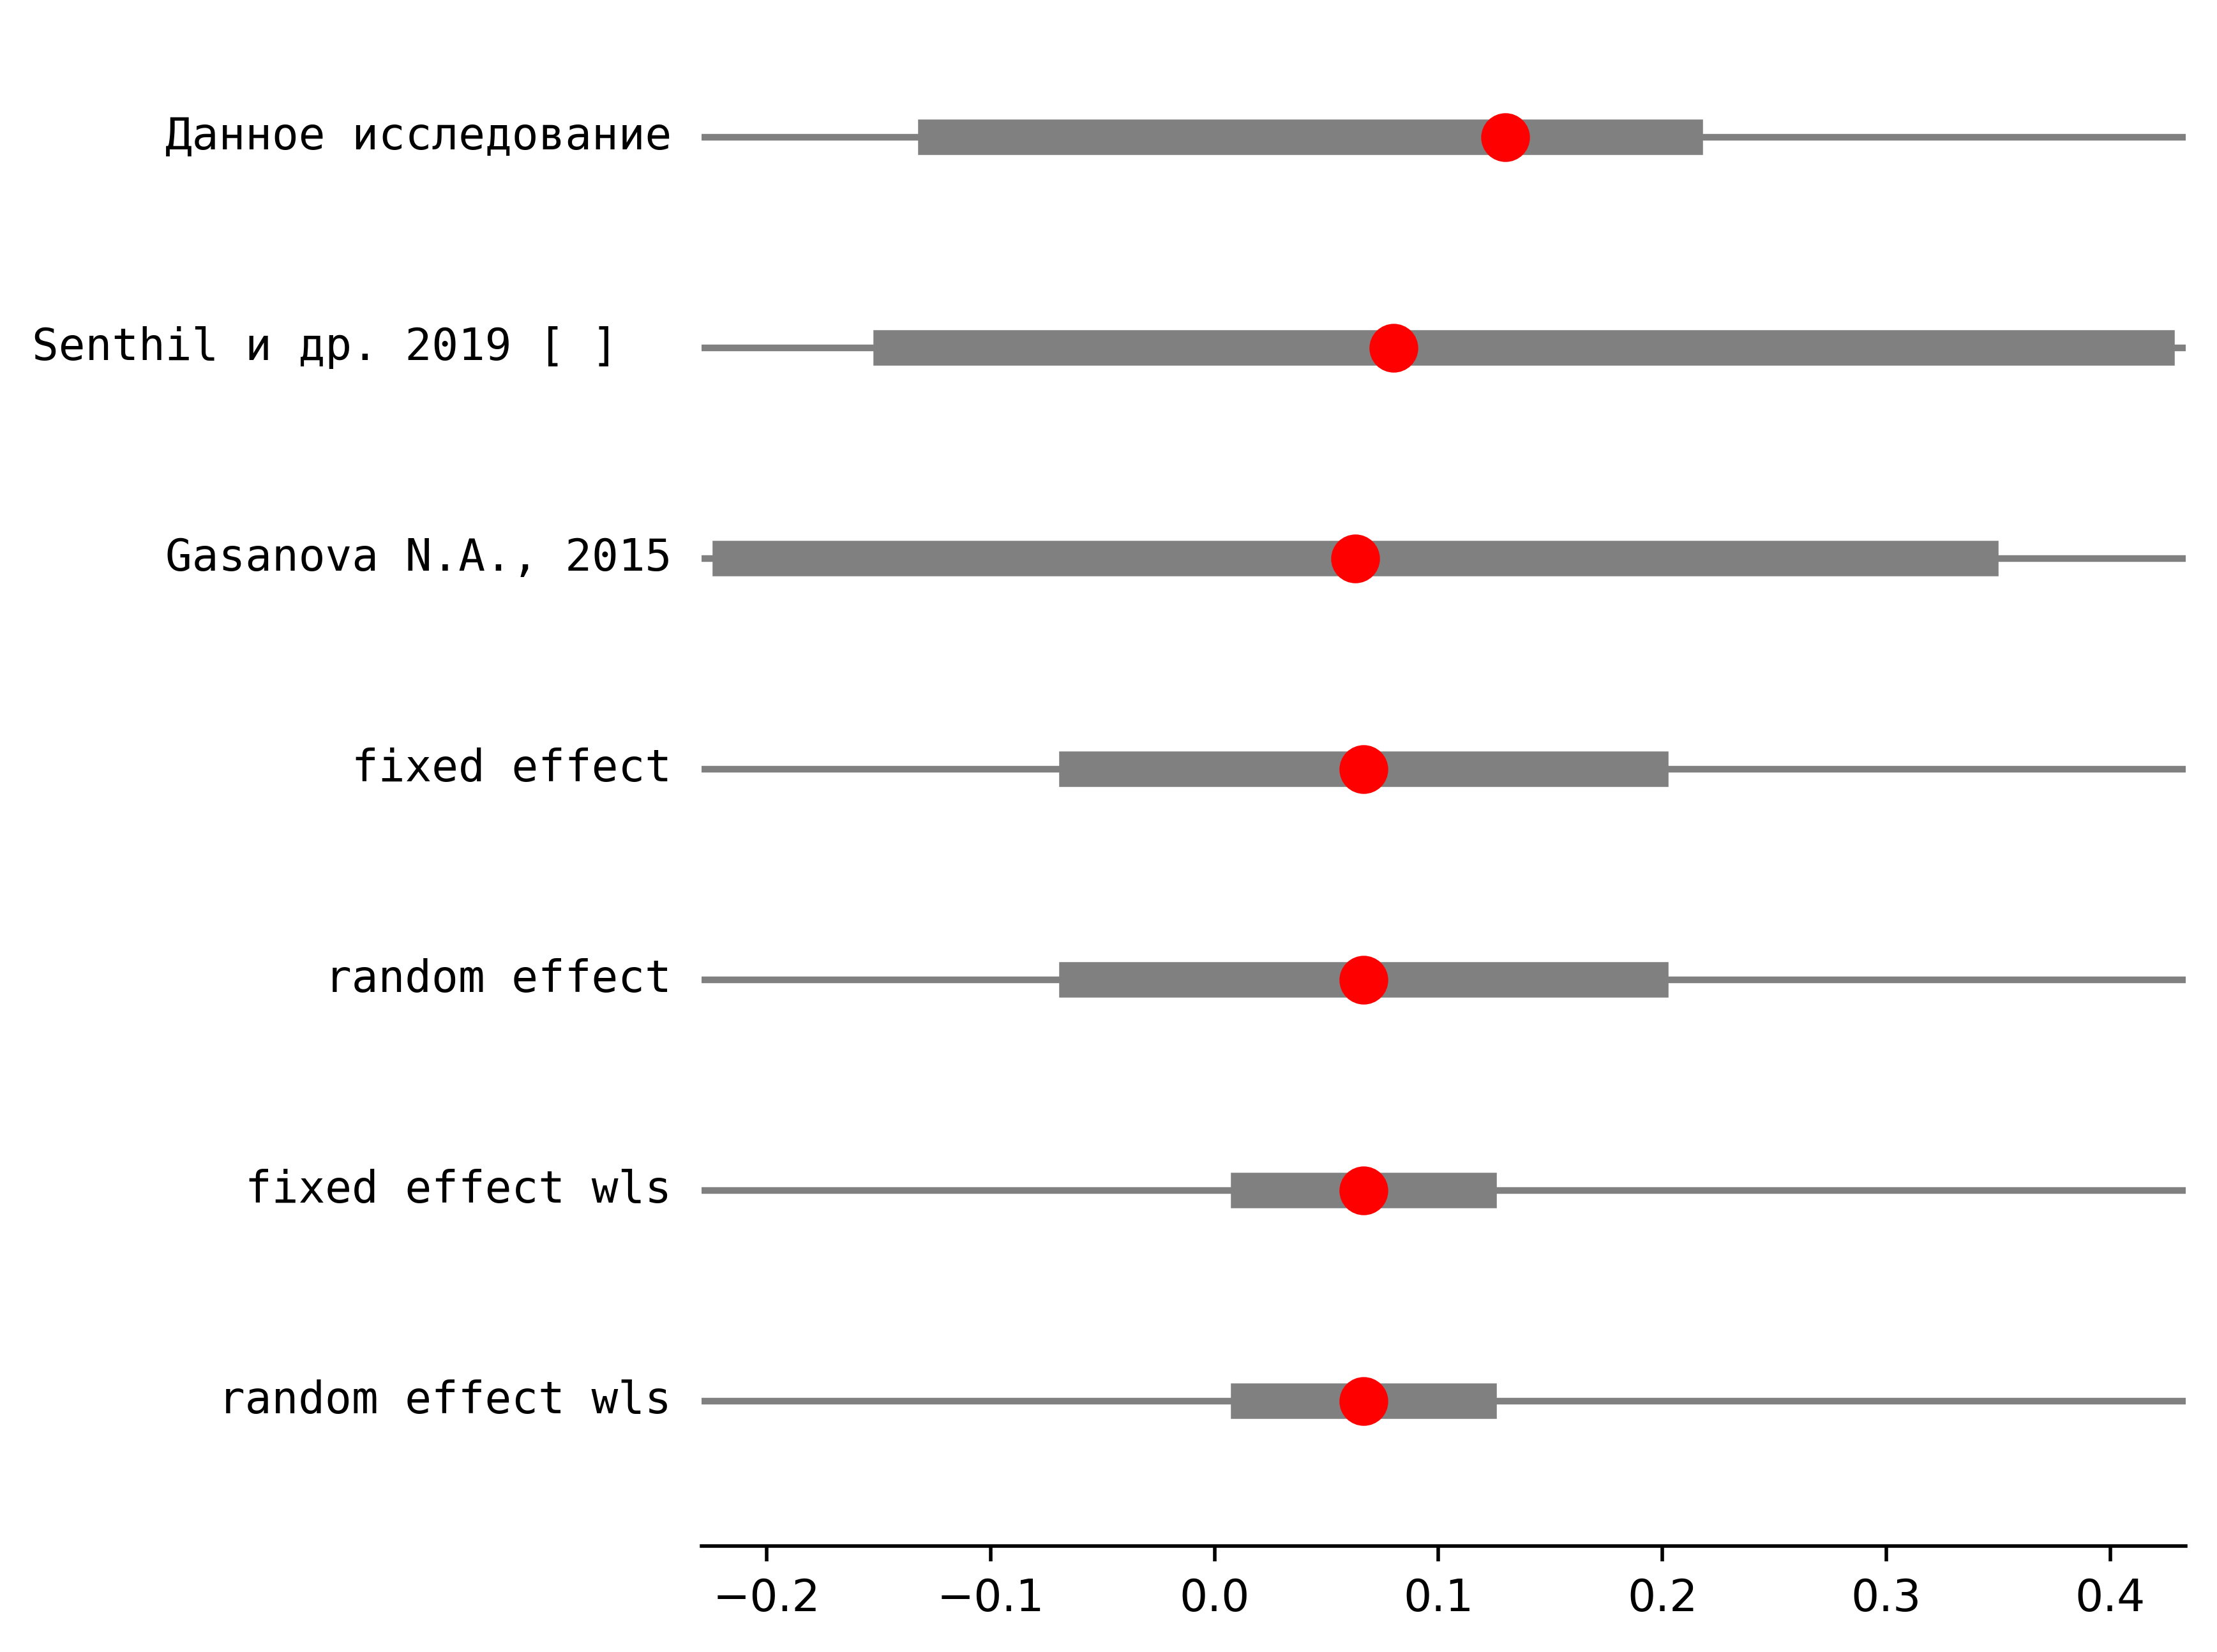 Данное исследование
Senthil и др. 2019 [ ]
Gasanova N.A., 2015
fixed effect
random effect
fixed effect wls
random effect wls
−0.2 −0.1 0.0 0.1 0.2 0.3 0.4